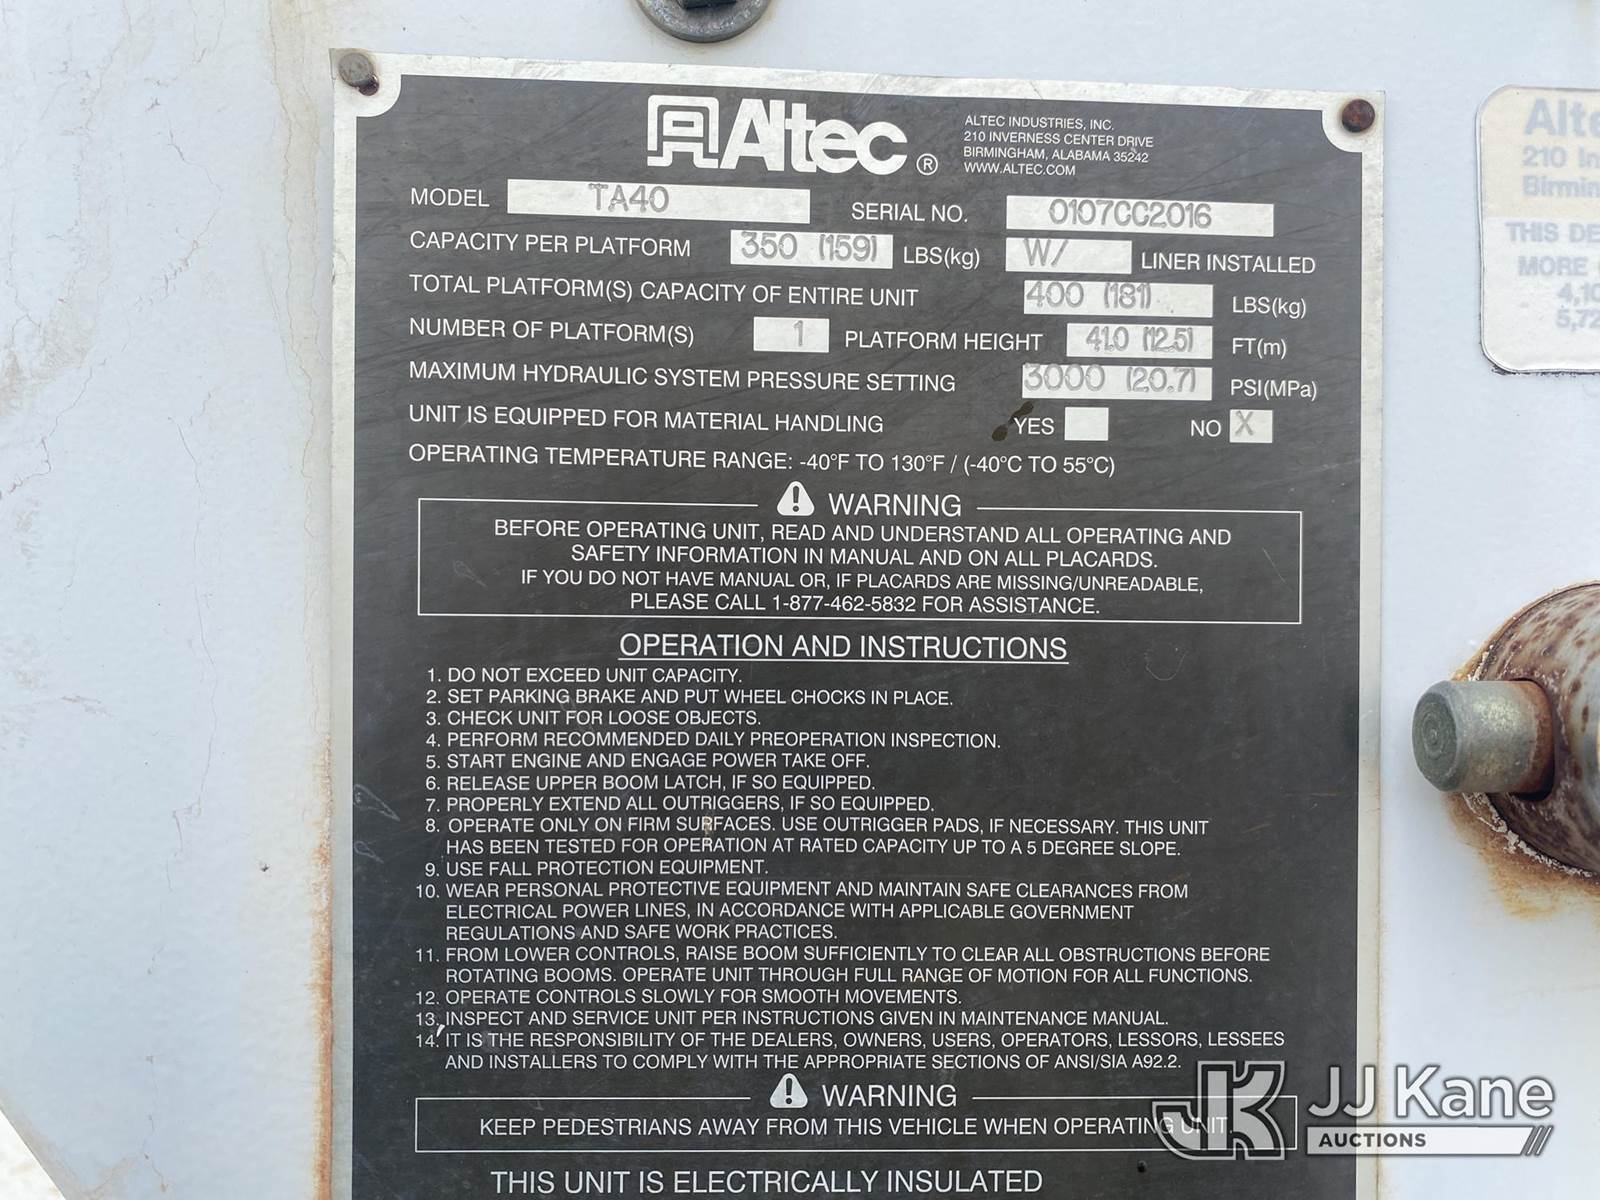 Altec ®
ALTEC INDUSTRIES, INC.
210 INVERNESS CENTER DRIVE
BIRMINGHAM, ALABAMA 35242
WWW.ALTEC.COM
MODEL TA40 SERIAL NO. 0107CC2016
CAPACITY PER PLATFORM 350 (159) LBS(kg) W/ LINER INSTALLED
TOTAL PLATFORM(S) CAPACITY OF ENTIRE UNIT 400 (181) LBS(kg)
NUMBER OF PLATFORM(S) 1 PLATFORM HEIGHT 41.0 (12.5) FT(m)
MAXIMUM HYDRAULIC SYSTEM PRESSURE SETTING 3000 (20.7) PSI(MPa)
UNIT IS EQUIPPED FOR MATERIAL HANDLING YES NO X
OPERATING TEMPERATURE RANGE: -40°F TO 130°F / (-40°C TO 55°C)
WARNING
BEFORE OPERATING UNIT, READ AND UNDERSTAND ALL OPERATING AND
SAFETY INFORMATION IN MANUAL AND ON ALL PLACARDS.
IF YOU DO NOT HAVE MANUAL OR, IF PLACARDS ARE MISSING/UNREADABLE,
PLEASE CALL 1-877-462-5832 FOR ASSISTANCE.
OPERATION AND INSTRUCTIONS
1. DO NOT EXCEED UNIT CAPACITY.
2. SET PARKING BRAKE AND PUT WHEEL CHOCKS IN PLACE.
3. CHECK UNIT FOR LOOSE OBJECTS.
4. PERFORM RECOMMENDED DAILY PREOPERATION INSPECTION.
5. START ENGINE AND ENGAGE POWER TAKE OFF.
6. RELEASE UPPER BOOM LATCH, IF SO EQUIPPED.
7. PROPERLY EXTEND ALL OUTRIGGERS, IF SO EQUIPPED.
8. OPERATE ONLY ON FIRM SURFACES. USE OUTRIGGER PADS, IF NECESSARY. THIS UNIT
HAS BEEN TESTED FOR OPERATION AT RATED CAPACITY UP TO A 5 DEGREE SLOPE.
9. USE FALL PROTECTION EQUIPMENT.
10. WEAR PERSONAL PROTECTIVE EQUIPMENT AND MAINTAIN SAFE CLEARANCES FROM
ELECTRICAL POWER LINES, IN ACCORDANCE WITH APPLICABLE GOVERNMENT
REGULATIONS AND SAFE WORK PRACTICES.
11. FROM LOWER CONTROLS, RAISE BOOM SUFFICIENTLY TO CLEAR ALL OBSTRUCTIONS BEFORE
ROTATING BOOMS. OPERATE UNIT THROUGH FULL RANGE OF MOTION FOR ALL FUNCTIONS.
12. OPERATE CONTROLS SLOWLY FOR SMOOTH MOVEMENTS.
13. INSPECT AND SERVICE UNIT PER INSTRUCTIONS GIVEN IN MAINTENANCE MANUAL.
14. IT IS THE RESPONSIBILITY OF THE DEALERS, OWNERS, USERS, OPERATORS, LESSORS, LESSEES
AND INSTALLERS TO COMPLY WITH THE APPROPRIATE SECTIONS OF ANSI/SIA A92.2.
WARNING
KEEP PEDESTRIANS AWAY FROM THIS VEHICLE WHEN OPERATING UNIT.
THIS UNIT IS ELECTRICALLY INSULATED
210
THIS
MORE
JK JJ Kane
AUCTIONS